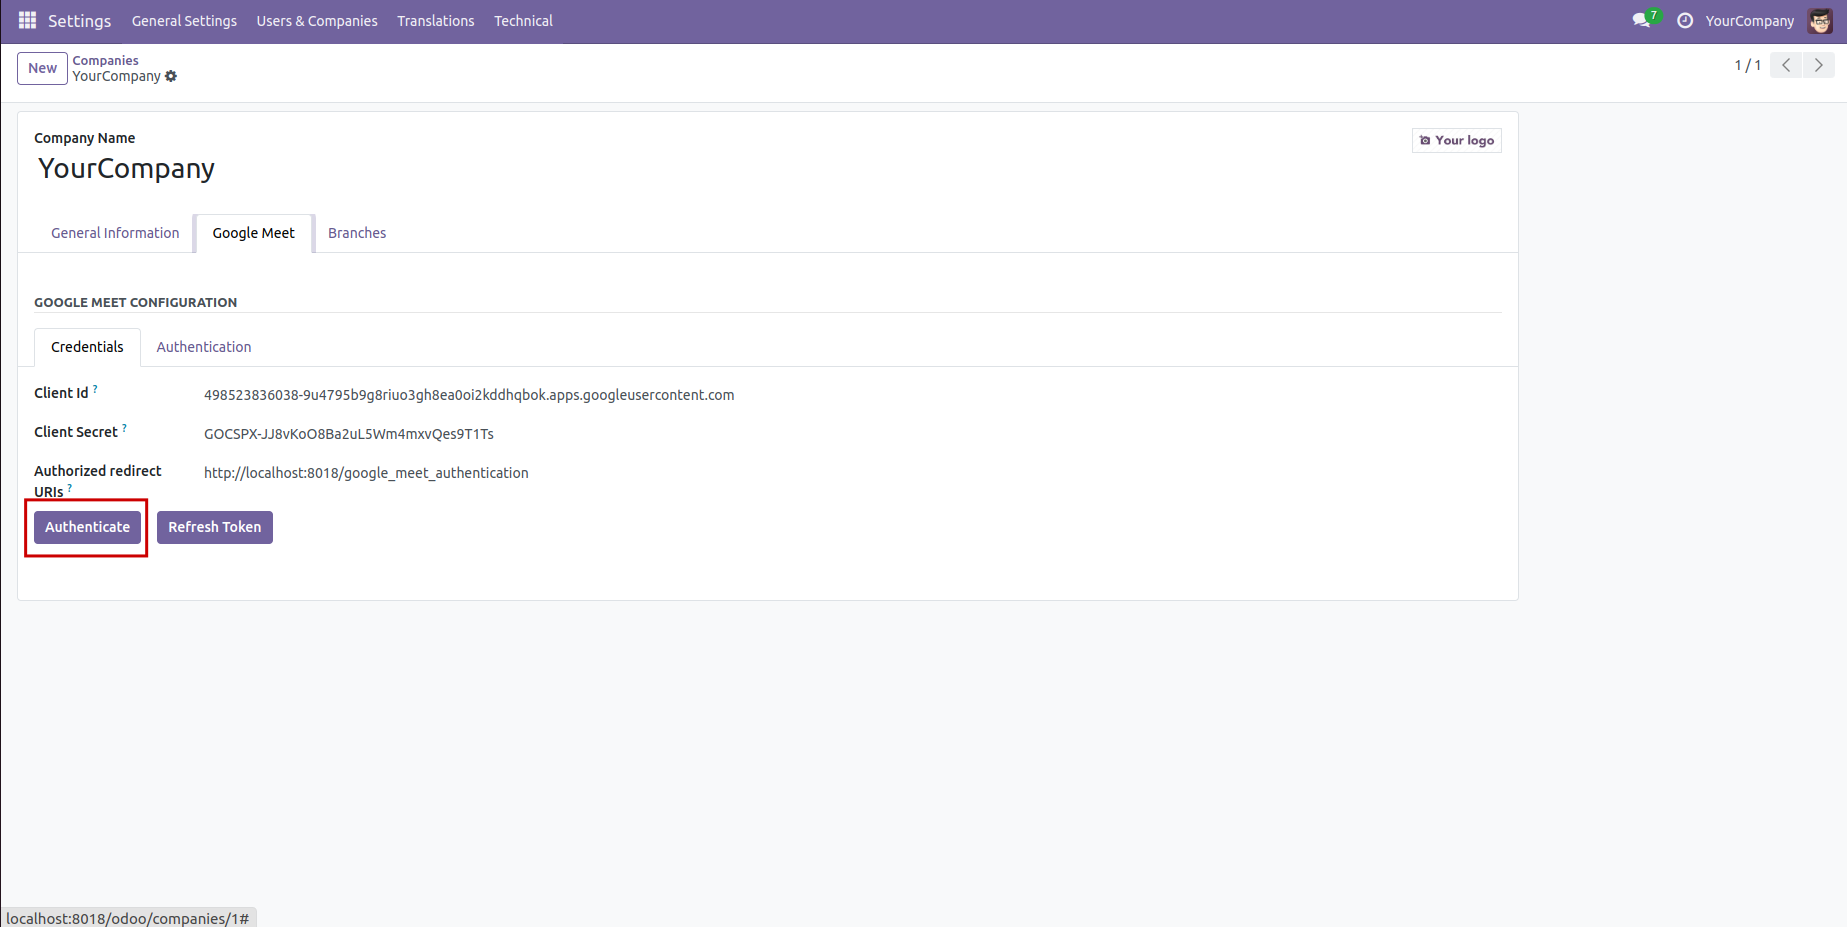 Settings General Settings Users & Companies Translations Technical 7 YourCompany
New Companies
YourCompany 1 / 1
Company Name
Your logo
YourCompany
General Information Google Meet Branches
GOOGLE MEET CONFIGURATION
Credentials Authentication
Client Id ? 498523836038-9u4795b9g8riuo3gh8ea0oi2kddhqbok.apps.googleusercontent.com
Client Secret ? 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
Authorized redirect http://localhost:8018/google_meet_authentication
URIs ?
Authenticate Refresh Token
localhost:8018/odoo/companies/1#